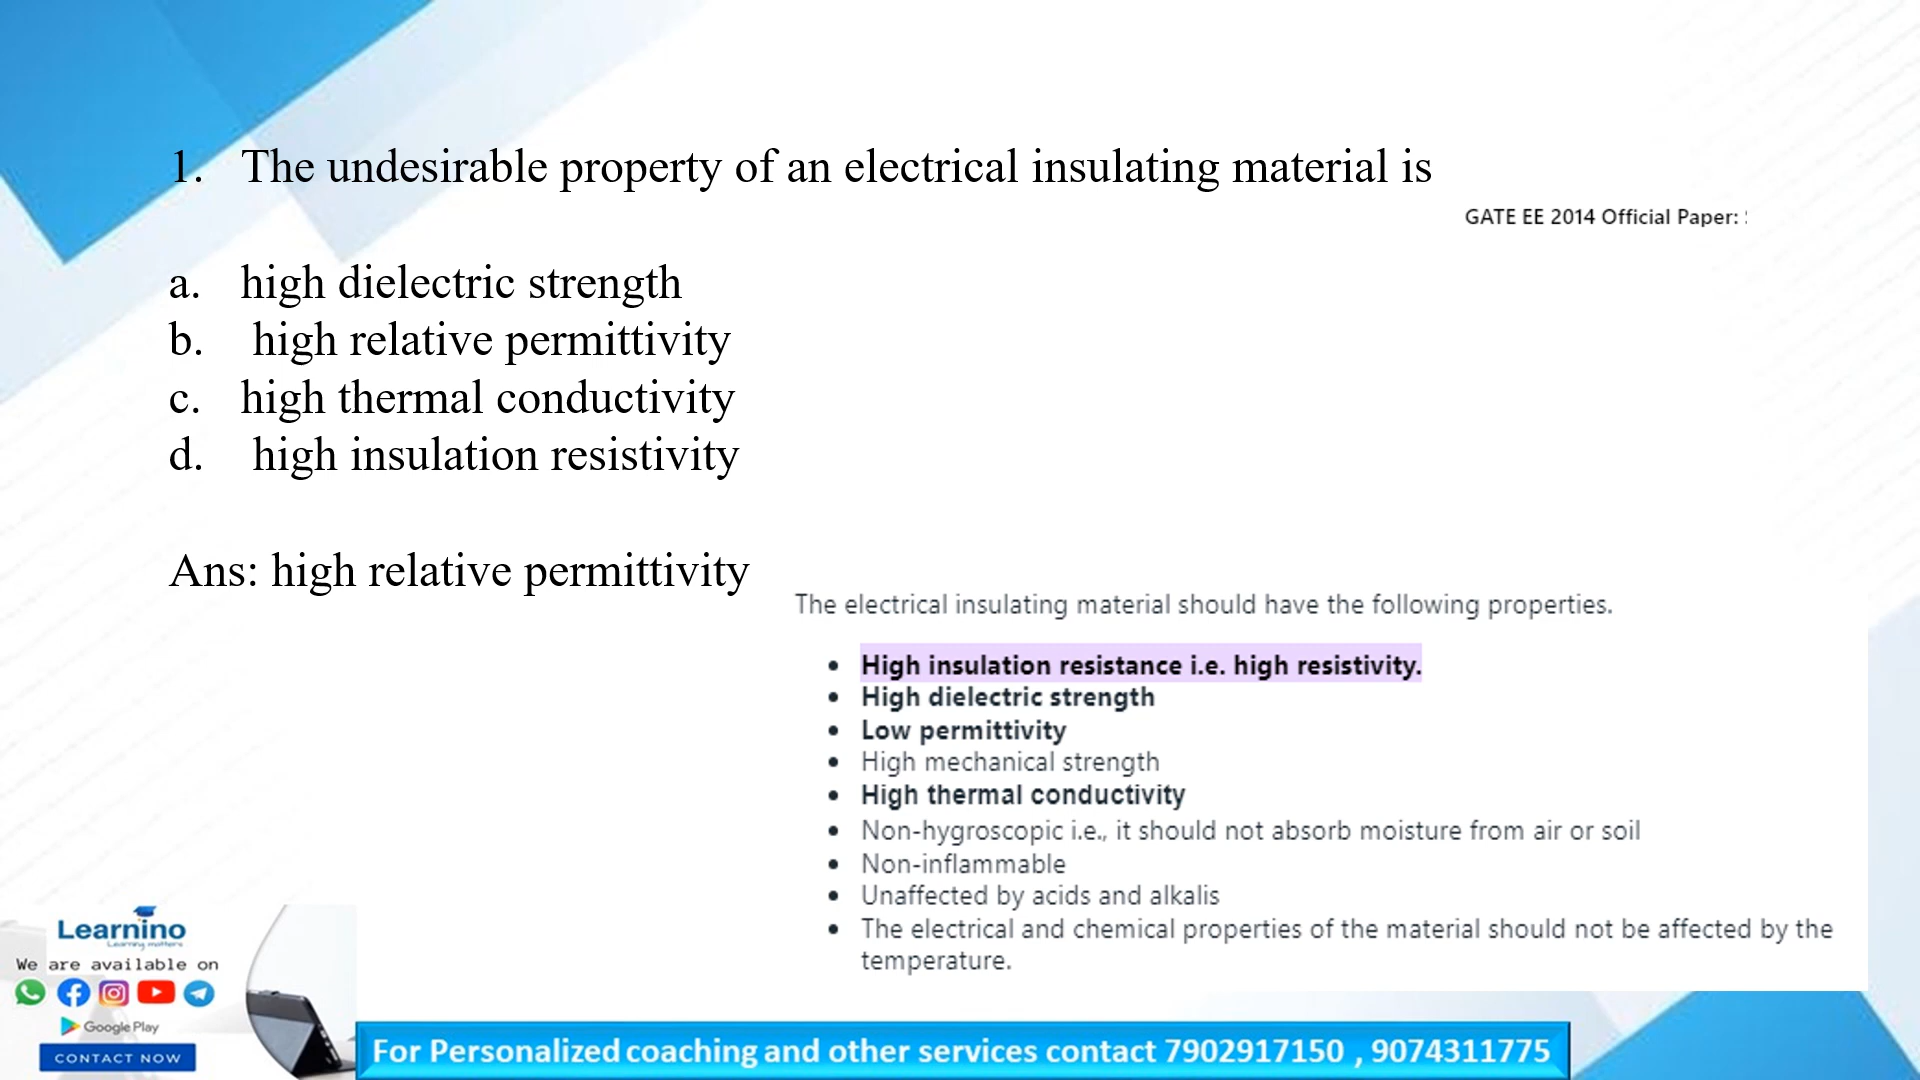 1. The undesirable property of an electrical insulating material is
GATE EE 2014 Official Paper:
a. high dielectric strength
b. high relative permittivity
c. high thermal conductivity
d. high insulation resistivity
Ans: high relative permittivity
The electrical insulating material should have the following properties.
• High insulation resistance i.e. high resistivity.
• High dielectric strength
• Low permittivity
• High mechanical strength
• High thermal conductivity
• Non-hygroscopic i.e., it should not absorb moisture from air or soil
• Non-inflammable
• Unaffected by acids and alkalis
• The electrical and chemical properties of the material should not be affected by the
temperature.
Learnino
Learning matters
We are available on
Google Play
CONTACT NOW
For Personalized coaching and other services contact 7902917150 , 9074311775